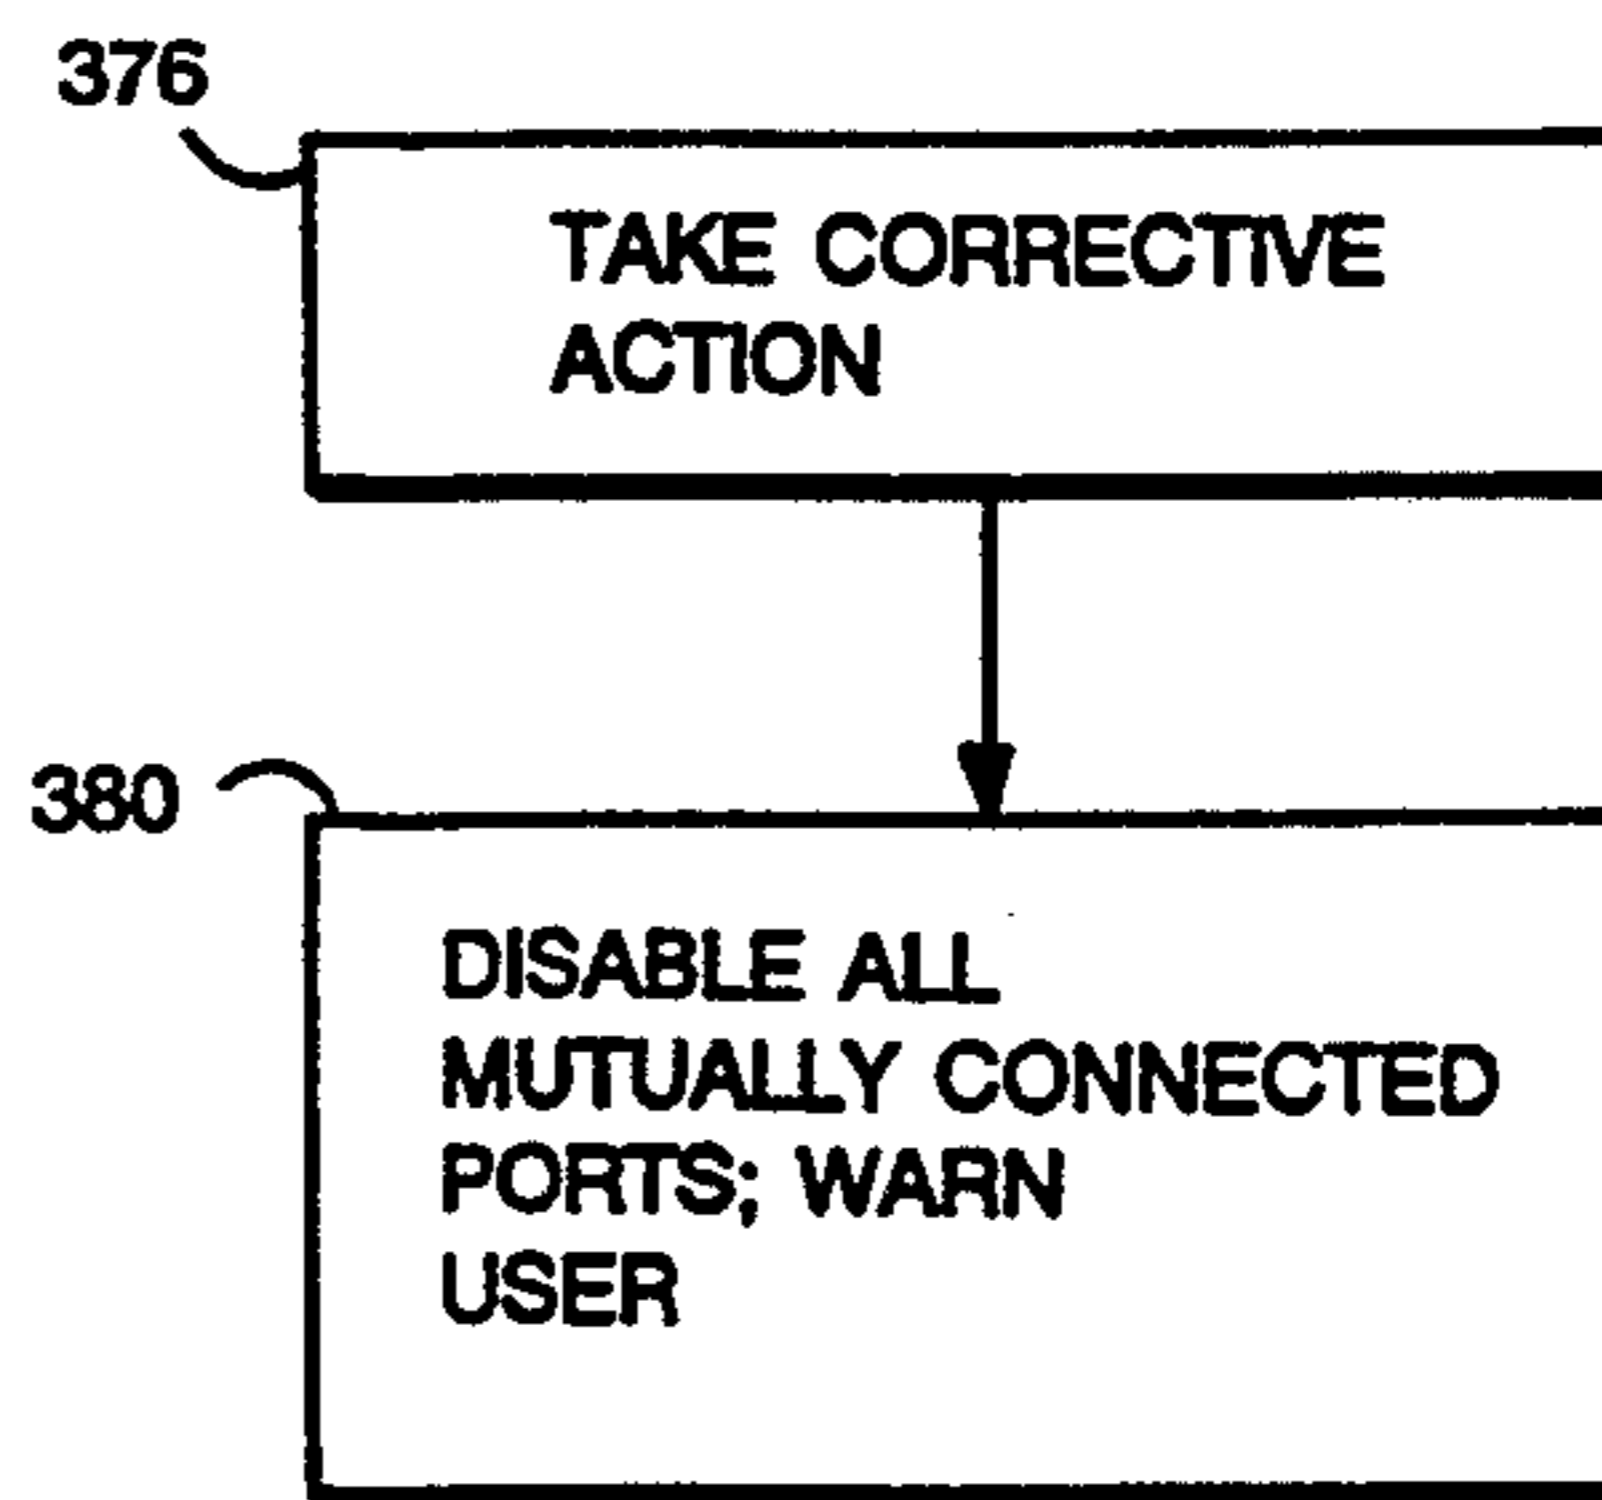 376
TAKE CORRECTIVE
ACTION
380
DISABLE ALL
MUTUALLY CONNECTED
PORTS; WARN
USER